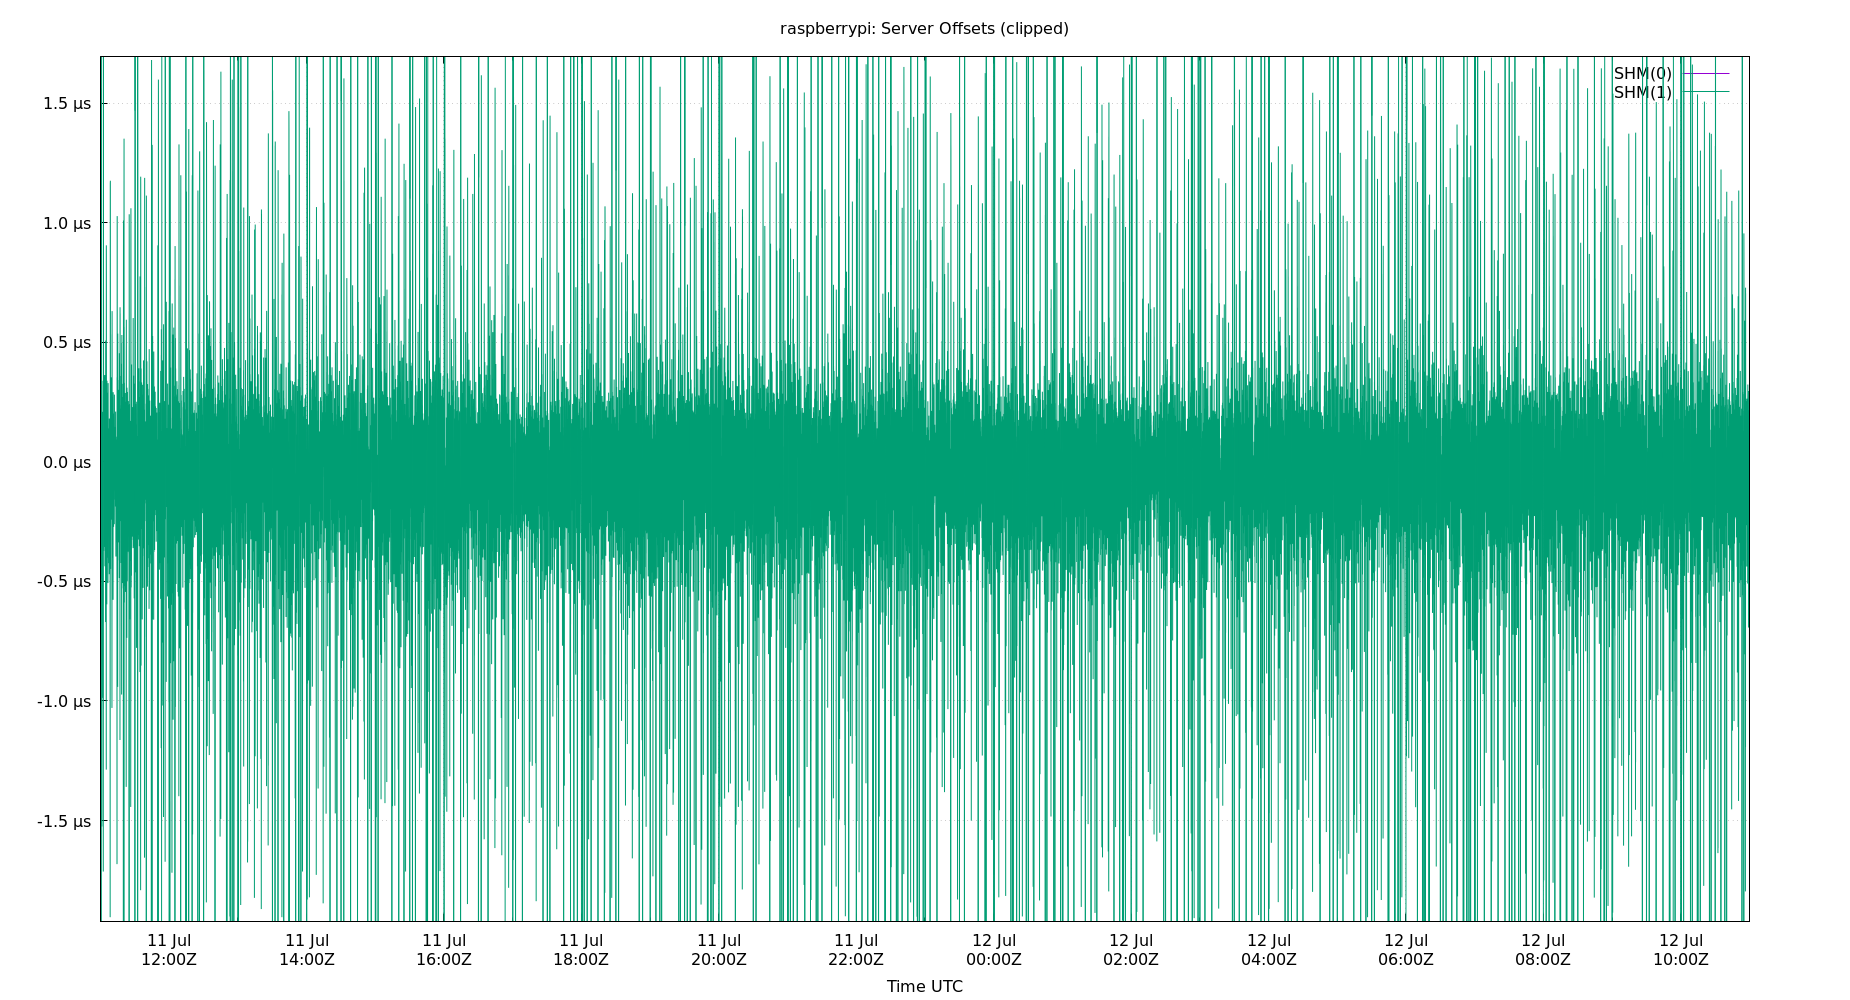 raspberrypi: Server Offsets (clipped)
SHM(0)
SHM(1)
1.5 µs
1.0 µs
0.5 µs
0.0 µs
-0.5 µs
-1.0 µs
-1.5 µs
11 Jul 11 Jul 11 Jul 11 Jul 11 Jul 11 Jul 12 Jul 12 Jul 12 Jul 12 Jul 12 Jul 12 Jul
12:00Z 14:00Z 16:00Z 18:00Z 20:00Z 22:00Z 00:00Z 02:00Z 04:00Z 06:00Z 08:00Z 10:00Z
Time UTC